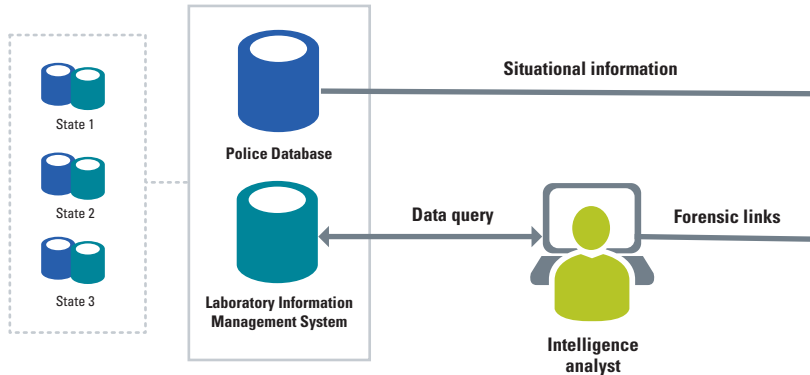 State 1
State 2
State 3
Police Database
Laboratory Information
Management System
Situational information
Data query
Forensic links
Intelligence
analyst